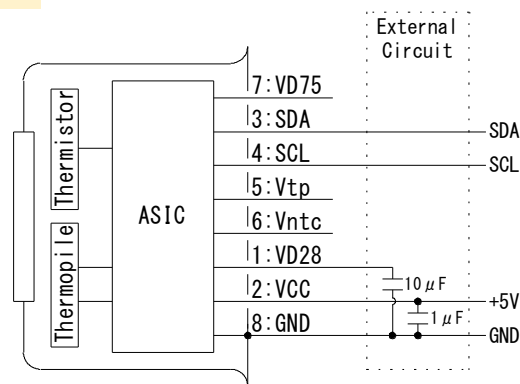 External
Circuit
7:VD75
3:SDA
SDA
4:SCL
SCL
5:Vtp
6:Vntc
1:VD28
10μF
2:VCC
+5V
1μF
8:GND
GND
Thermistor
ASIC
Thermopile